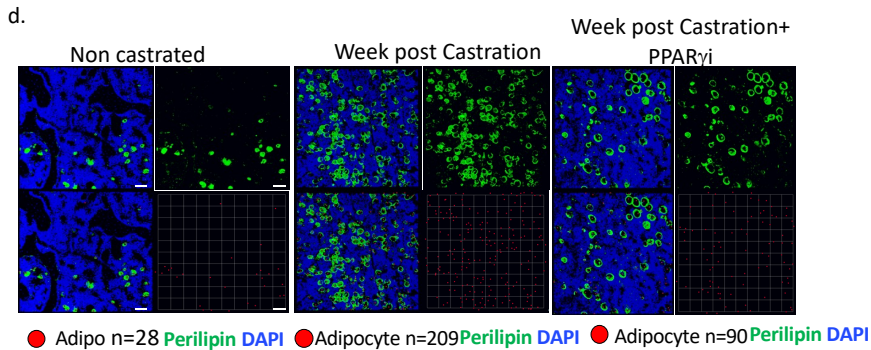 d.
Non castrated
Week post Castration
Week post Castration+
PPARγi
Adipo n=28 Perilipin DAPI
Adipocyte n=209 Perilipin DAPI
Adipocyte n=90 Perilipin DAPI